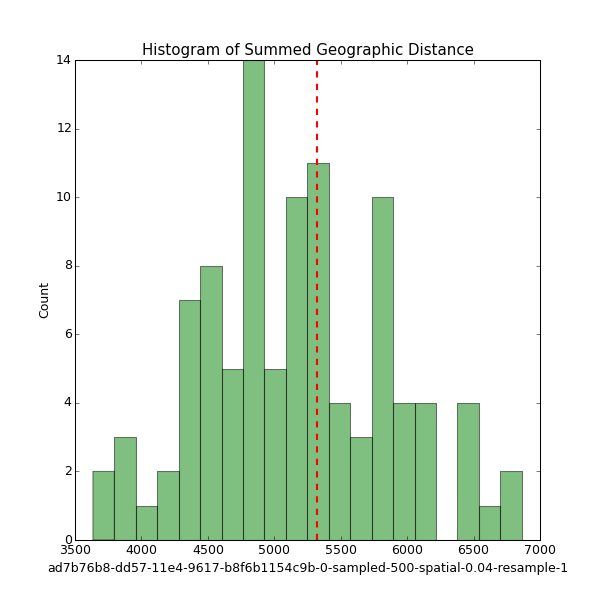 Histogram of Summed Geographic Distance
14
12
10
8
6
4
2
0
Count
3500 4000 4500 5000 5500 6000 6500 7000
ad7b76b8-dd57-11e4-9617-b8f6b1154c9b-0-sampled-500-spatial-0.04-resample-1